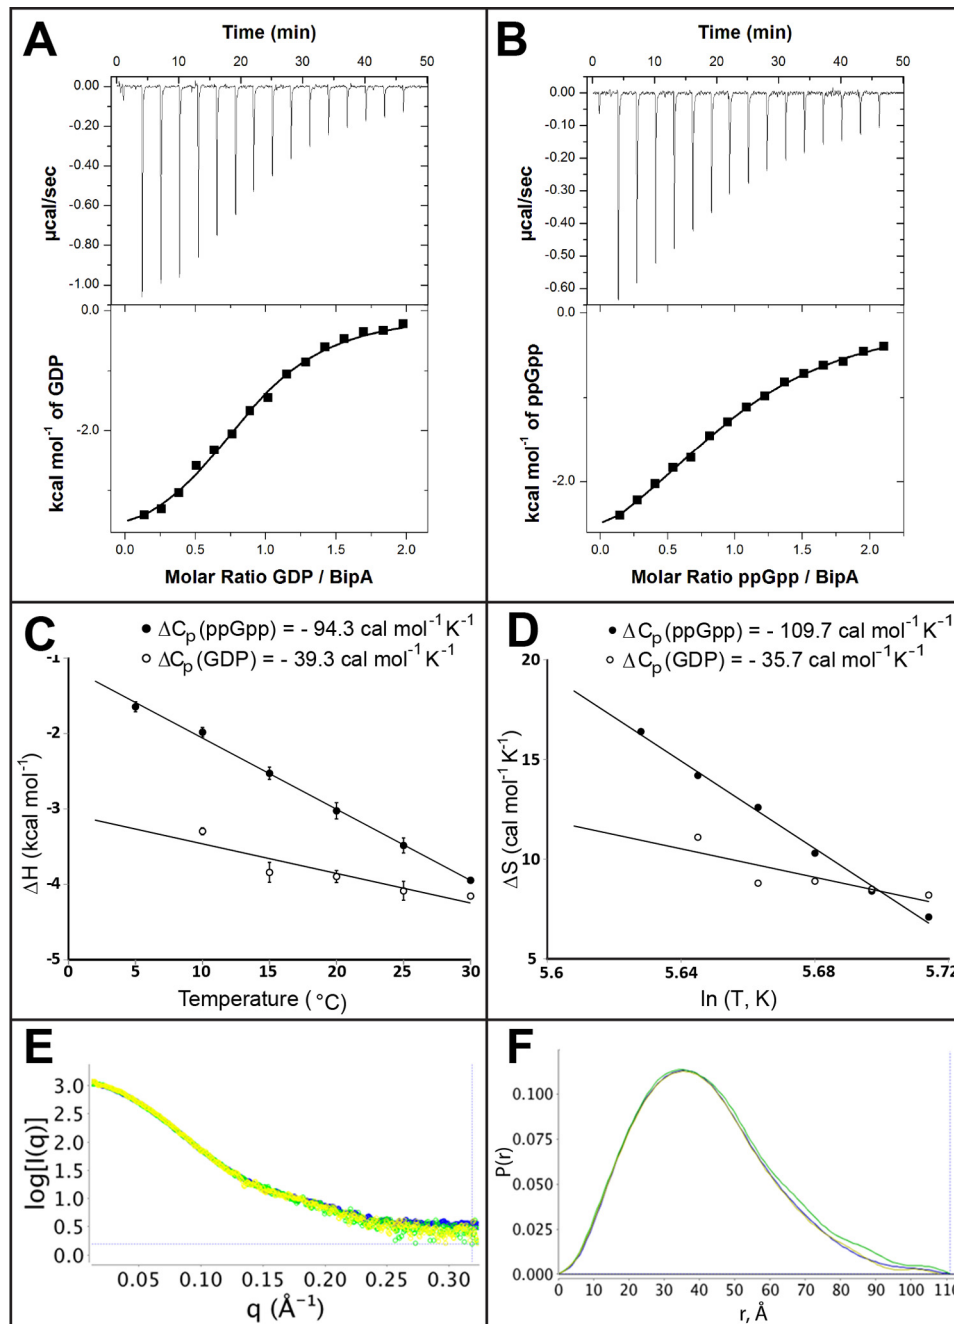 A
Time (min)
0 10 20 30 40 50
0.00
-0.20
-0.40
-0.60
-0.80
-1.00
µcal/sec
0.0
-2.0
kcal mol⁻¹ of GDP
0.0 0.5 1.0 1.5 2.0
Molar Ratio GDP / BipA
B
Time (min)
0 10 20 30 40 50
0.00
-0.10
-0.20
-0.30
-0.40
-0.50
-0.60
µcal/sec
0.0
-2.0
kcal mol⁻¹ of ppGpp
0.0 0.5 1.0 1.5 2.0
Molar Ratio ppGpp / BipA
C
ΔCp (ppGpp) = - 94.3 cal mol⁻¹ K⁻¹
ΔCp (GDP) = - 39.3 cal mol⁻¹ K⁻¹
-1
-2
-3
-4
-5
ΔH (kcal mol⁻¹)
0 5 10 15 20 25 30
Temperature (°C)
D
ΔCp (ppGpp) = - 109.7 cal mol⁻¹ K⁻¹
ΔCp (GDP) = - 35.7 cal mol⁻¹ K⁻¹
20
15
10
5
ΔS (cal mol⁻¹ K⁻¹)
5.6 5.64 5.68 5.72
ln (T, K)
E
3.0
2.5
2.0
1.5
1.0
0.5
0.0
log[I(q)]
0.05 0.10 0.15 0.20 0.25 0.30
q (Å⁻¹)
F
0.100
0.075
0.050
0.025
0.000
P(r)
0 10 20 30 40 50 60 70 80 90 100 110
r, Å